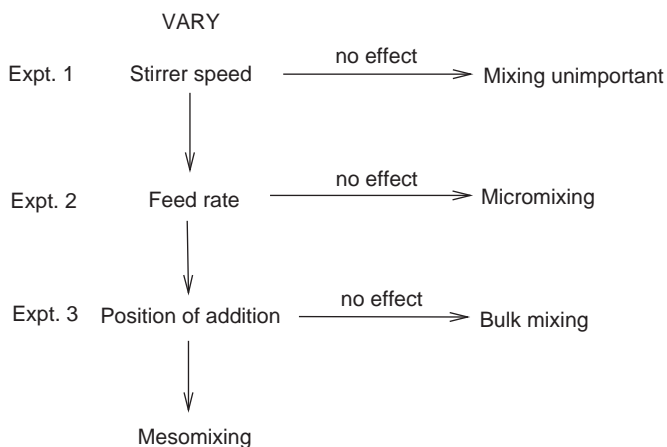 VARY
Expt. 1 Stirrer speed no effect Mixing unimportant
Expt. 2 Feed rate no effect Micromixing
Expt. 3 Position of addition no effect Bulk mixing
Mesomixing